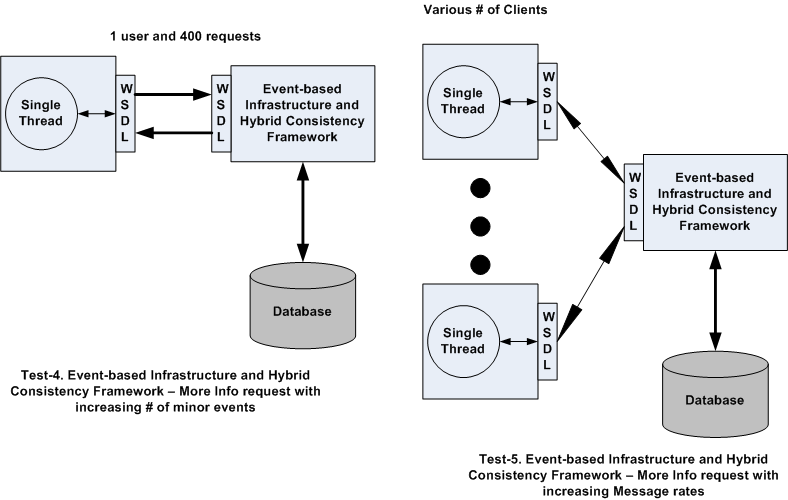 1 user and 400 requests
Single
Thread
W
S
D
L
W
S
D
L
Event-based
Infrastructure and
Hybrid Consistency
Framework
Database
Test-4. Event-based Infrastructure and Hybrid
Consistency Framework – More Info request with
increasing # of minor events
Various # of Clients
Single
Thread
W
S
D
L
W
S
D
L
Event-based
Infrastructure and
Hybrid Consistency
Framework
Single
Thread
W
S
D
L
Database
Test-5. Event-based Infrastructure and Hybrid
Consistency Framework – More Info request with
increasing Message rates